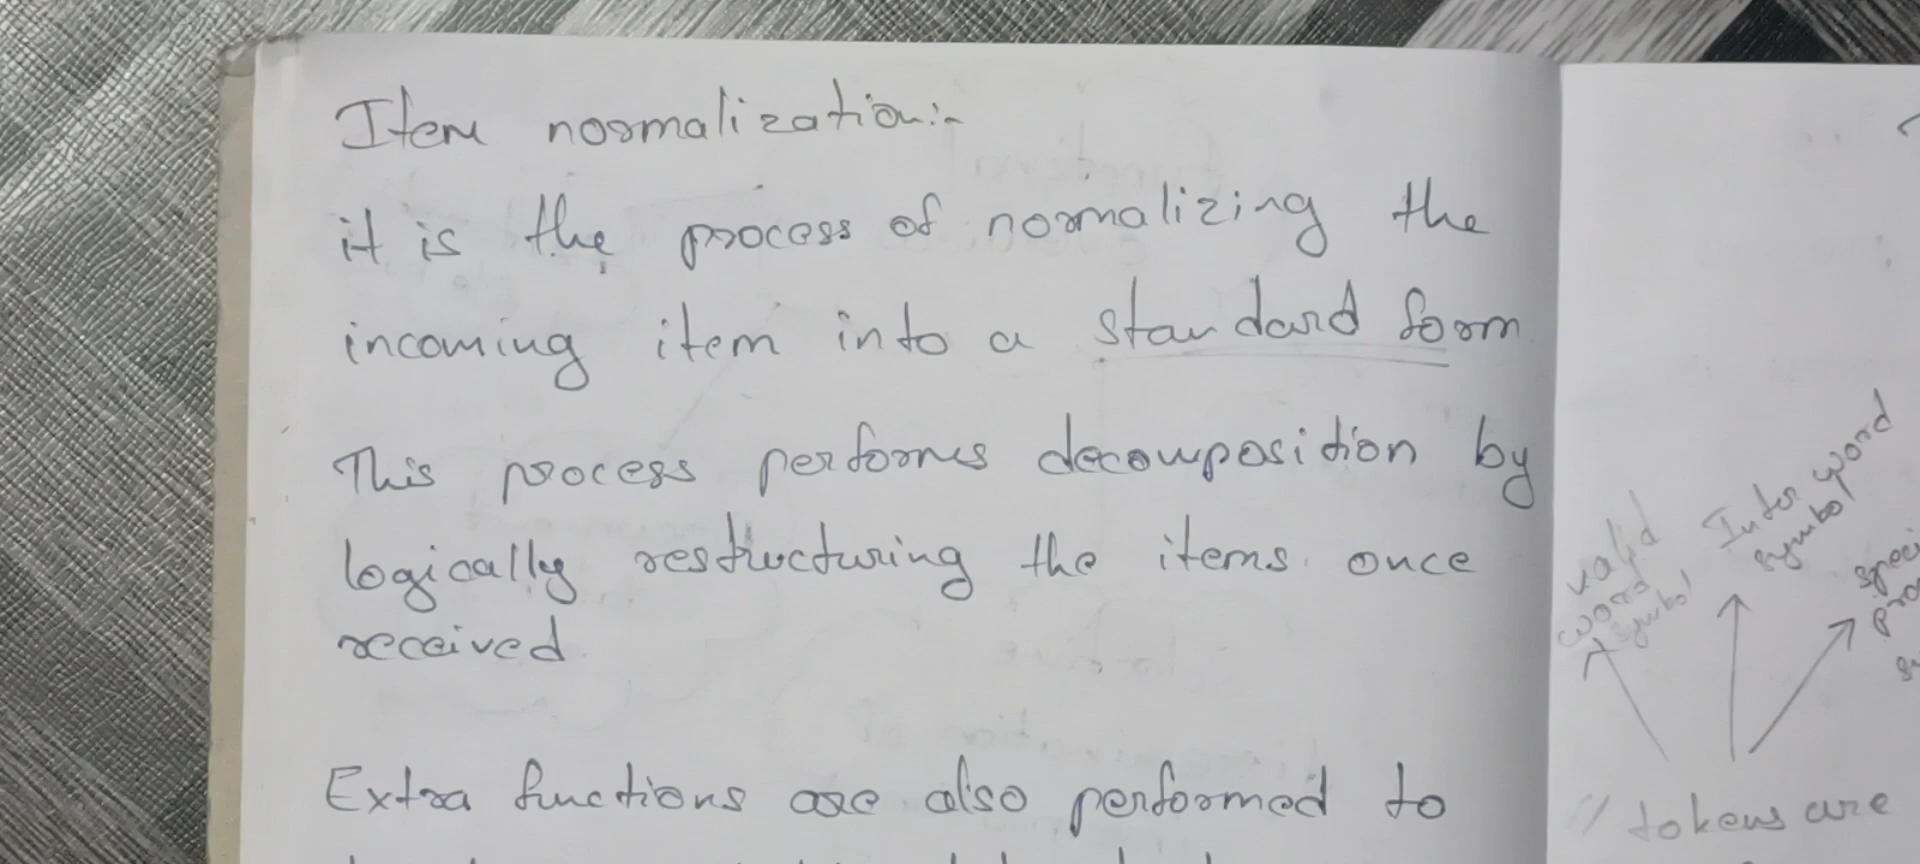 Item normalization:-
it is the process of normalizing the
incoming item into a standard form
This process performs decomposition by
logically restructuring the items once
received
Extra functions are also performed to
valid
word
symbol
Inter word
symbol
// tokens are